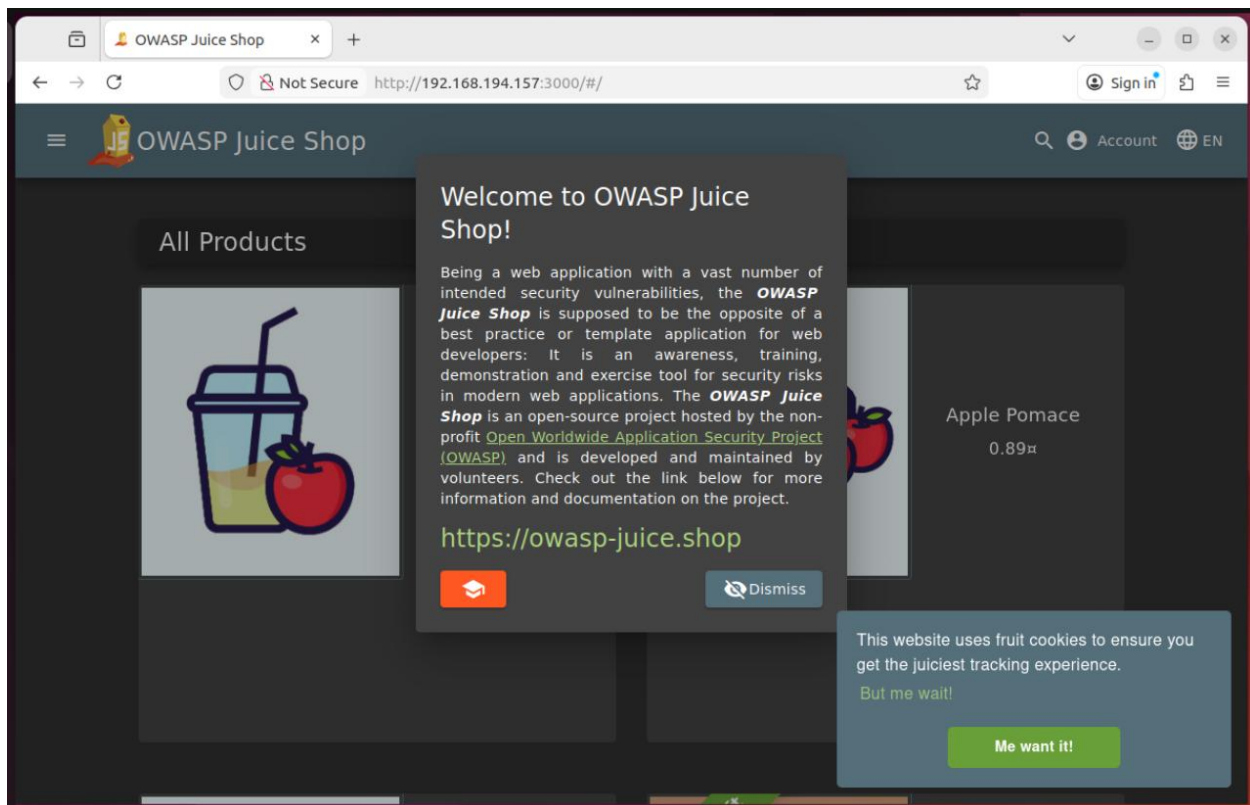 OWASP Juice Shop
Not Secure http://192.168.194.157:3000/#/
Sign in
JS
OWASP Juice Shop
Account
EN
All Products
Welcome to OWASP Juice
Shop!
Being a web application with a vast number of
intended security vulnerabilities, the OWASP
Juice Shop is supposed to be the opposite of a
best practice or template application for web
developers: It is an awareness, training,
demonstration and exercise tool for security risks
in modern web applications. The OWASP Juice
Shop is an open-source project hosted by the non-
profit Open Worldwide Application Security Project
(OWASP) and is developed and maintained by
volunteers. Check out the link below for more
information and documentation on the project.
https://owasp-juice.shop
Dismiss
Apple Pomace
0.89¤
This website uses fruit cookies to ensure you
get the juiciest tracking experience.
But me wait!
Me want it!